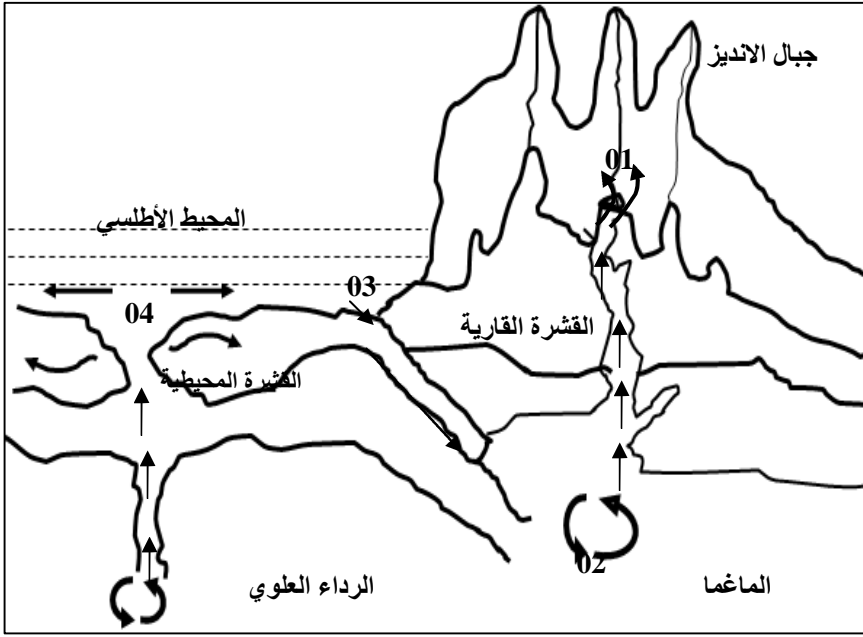 جبال الانديز
01
المحيط الأطلسي
03
04
القشرة القارية
القشرة المحيطية
02
الرداء العلوي
الماغما